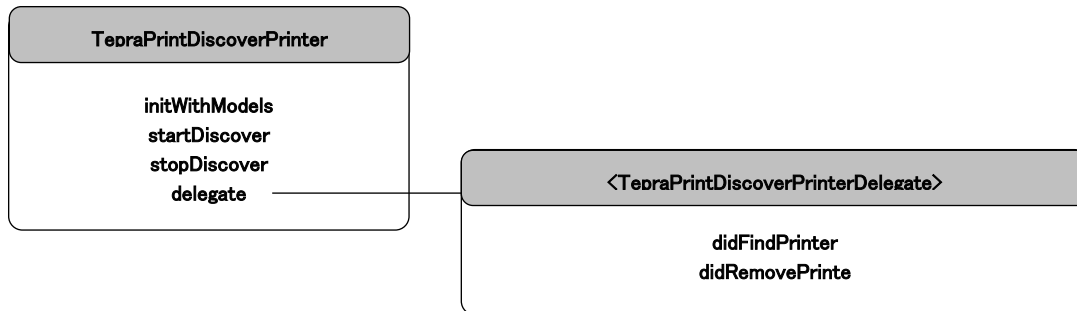 TepraPrintDiscoverPrinter
initWithModels
startDiscover
stopDiscover
delegate
<TepraPrintDiscoverPrinterDelegate>
didFindPrinter
didRemovePrinte